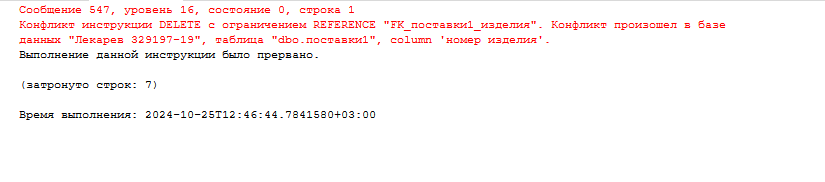 Сообщение 547, уровень 16, состояние 0, строка 1
Конфликт инструкции DELETE с ограничением REFERENCE "FK_поставки1_изделия". Конфликт произошел в базе
данных "Лекарев 329197-19", таблица "dbo.поставки1", column 'номер изделия'.
Выполнение данной инструкции было прервано.
(затронуто строк: 7)
Время выполнения: 2024-10-25T12:46:44.7841580+03:00